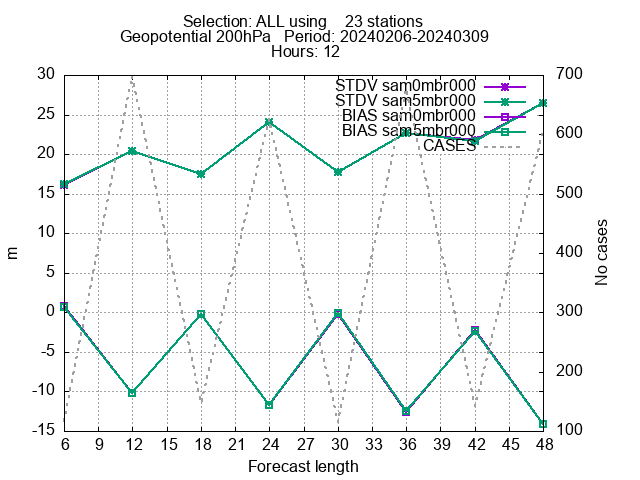 Selection: ALL using    23 stations
Geopotential 200hPa   Period: 20240206-20240309
Hours: 12
STDV sam0mbr000
STDV sam5mbr000
BIAS sam0mbr000
BIAS sam5mbr000
CASES
30
25
20
15
10
5
0
-5
-10
-15
m
700
600
500
400
300
200
100
No cases
6 9 12 15 18 21 24 27 30 33 36 39 42 45 48
Forecast length